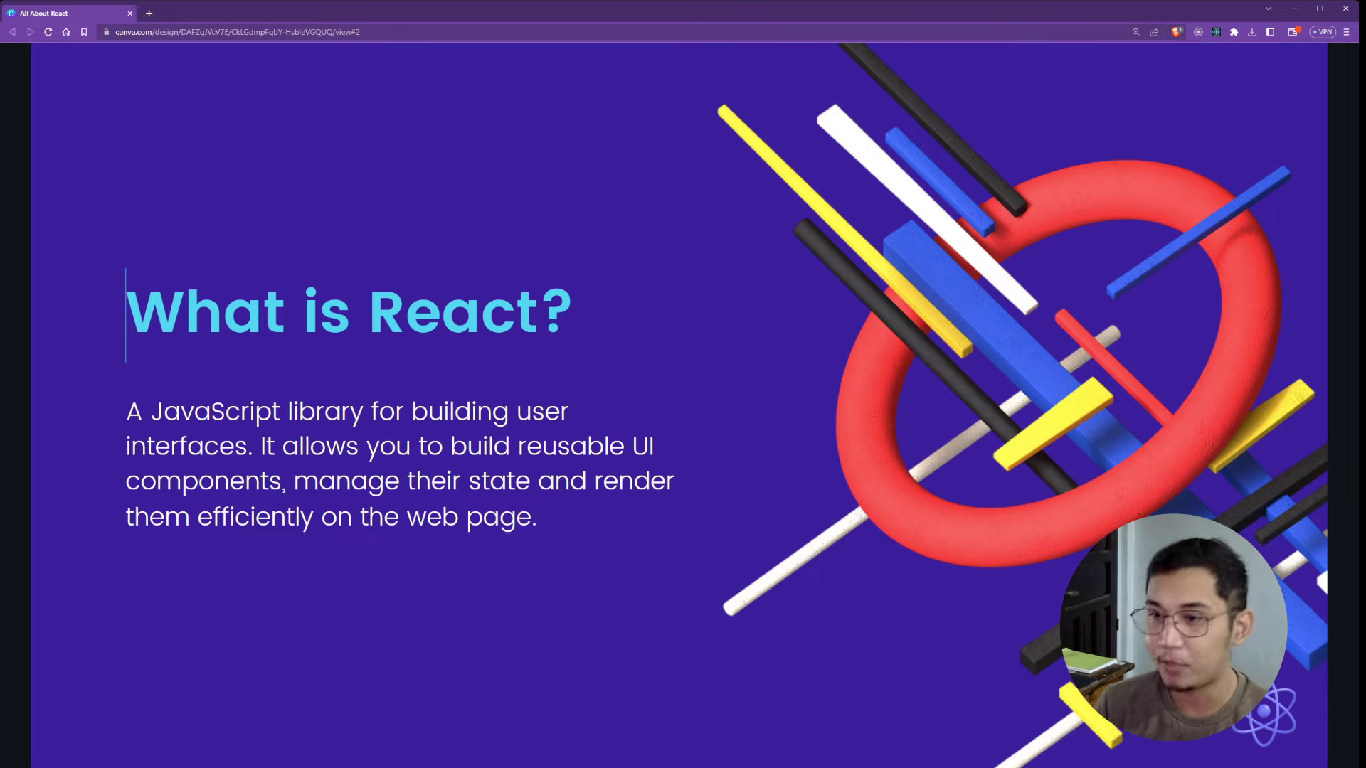 All About React
VPN
What is React?
A JavaScript library for building user
interfaces. It allows you to build reusable UI
components, manage their state and render
them efficiently on the web page.